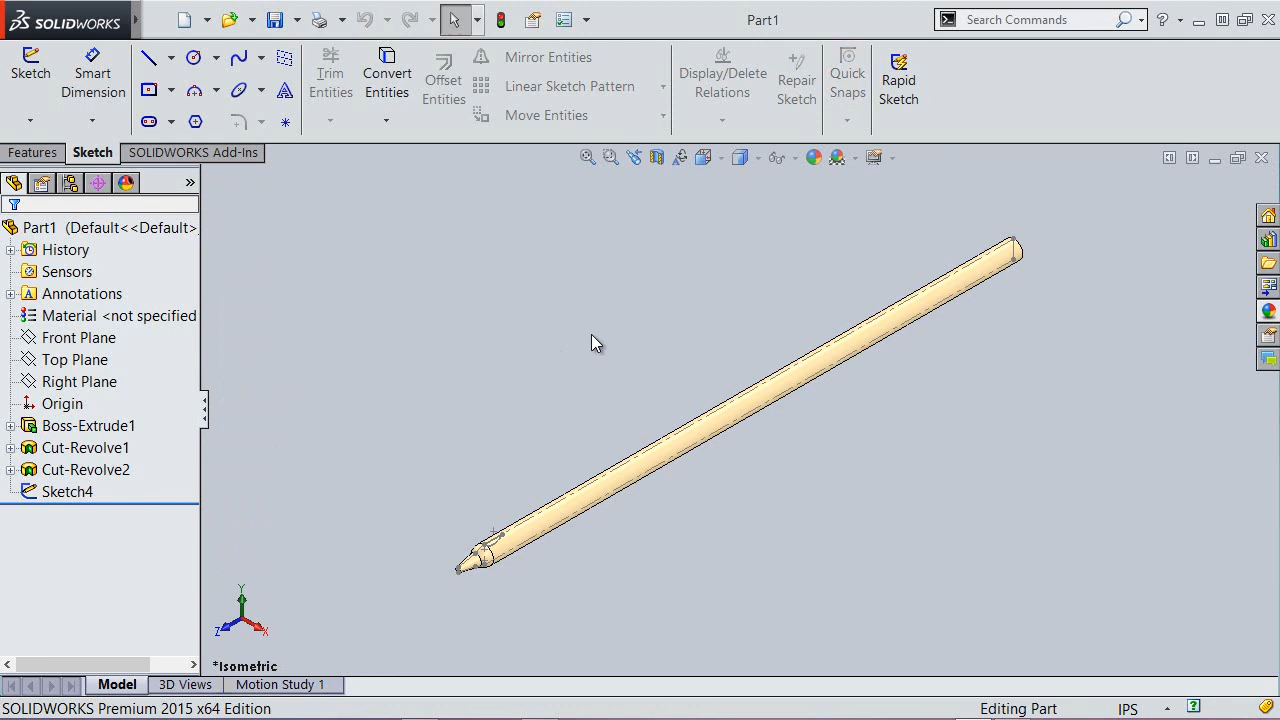 SOLIDWORKS
Part1
Search Commands
Sketch
Smart Dimension
Trim Entities
Convert Entities
Offset Entities
Mirror Entities
Linear Sketch Pattern
Move Entities
Display/Delete Relations
Repair Sketch
Quick Snaps
Rapid Sketch
Features
Sketch
SOLIDWORKS Add-Ins
Part1 (Default<<Default>
History
Sensors
Annotations
Material <not specified
Front Plane
Top Plane
Right Plane
Origin
Boss-Extrude1
Cut-Revolve1
Cut-Revolve2
Sketch4
Y
Z
X
*Isometric
Model
3D Views
Motion Study 1
SOLIDWORKS Premium 2015 x64 Edition
Editing Part
IPS